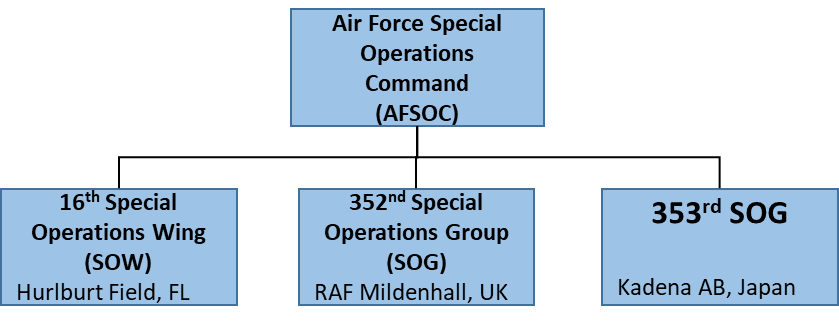 Air Force Special
Operations
Command
(AFSOC)
16th Special
Operations Wing
(SOW)
Hurlburt Field, FL
352nd Special
Operations Group
(SOG)
RAF Mildenhall, UK
353rd SOG
Kadena AB, Japan